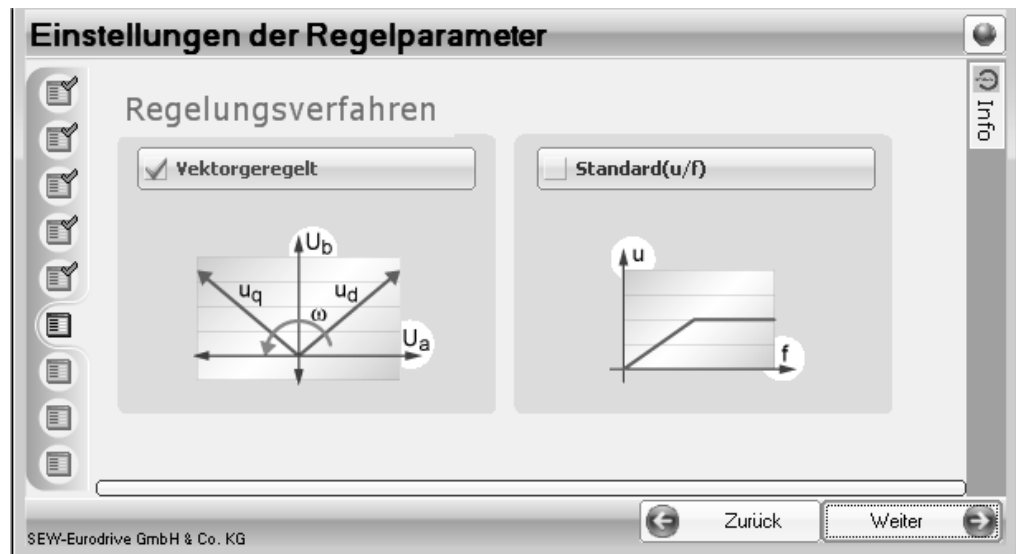 Einstellungen der Regelparameter
Info
Regelungsverfahren
Vektorgeregelt
Standard(u/f)
Ub
uq
ud
ω
Ua
u
f
Zurück
Weiter
SEW-Eurodrive GmbH & Co. KG